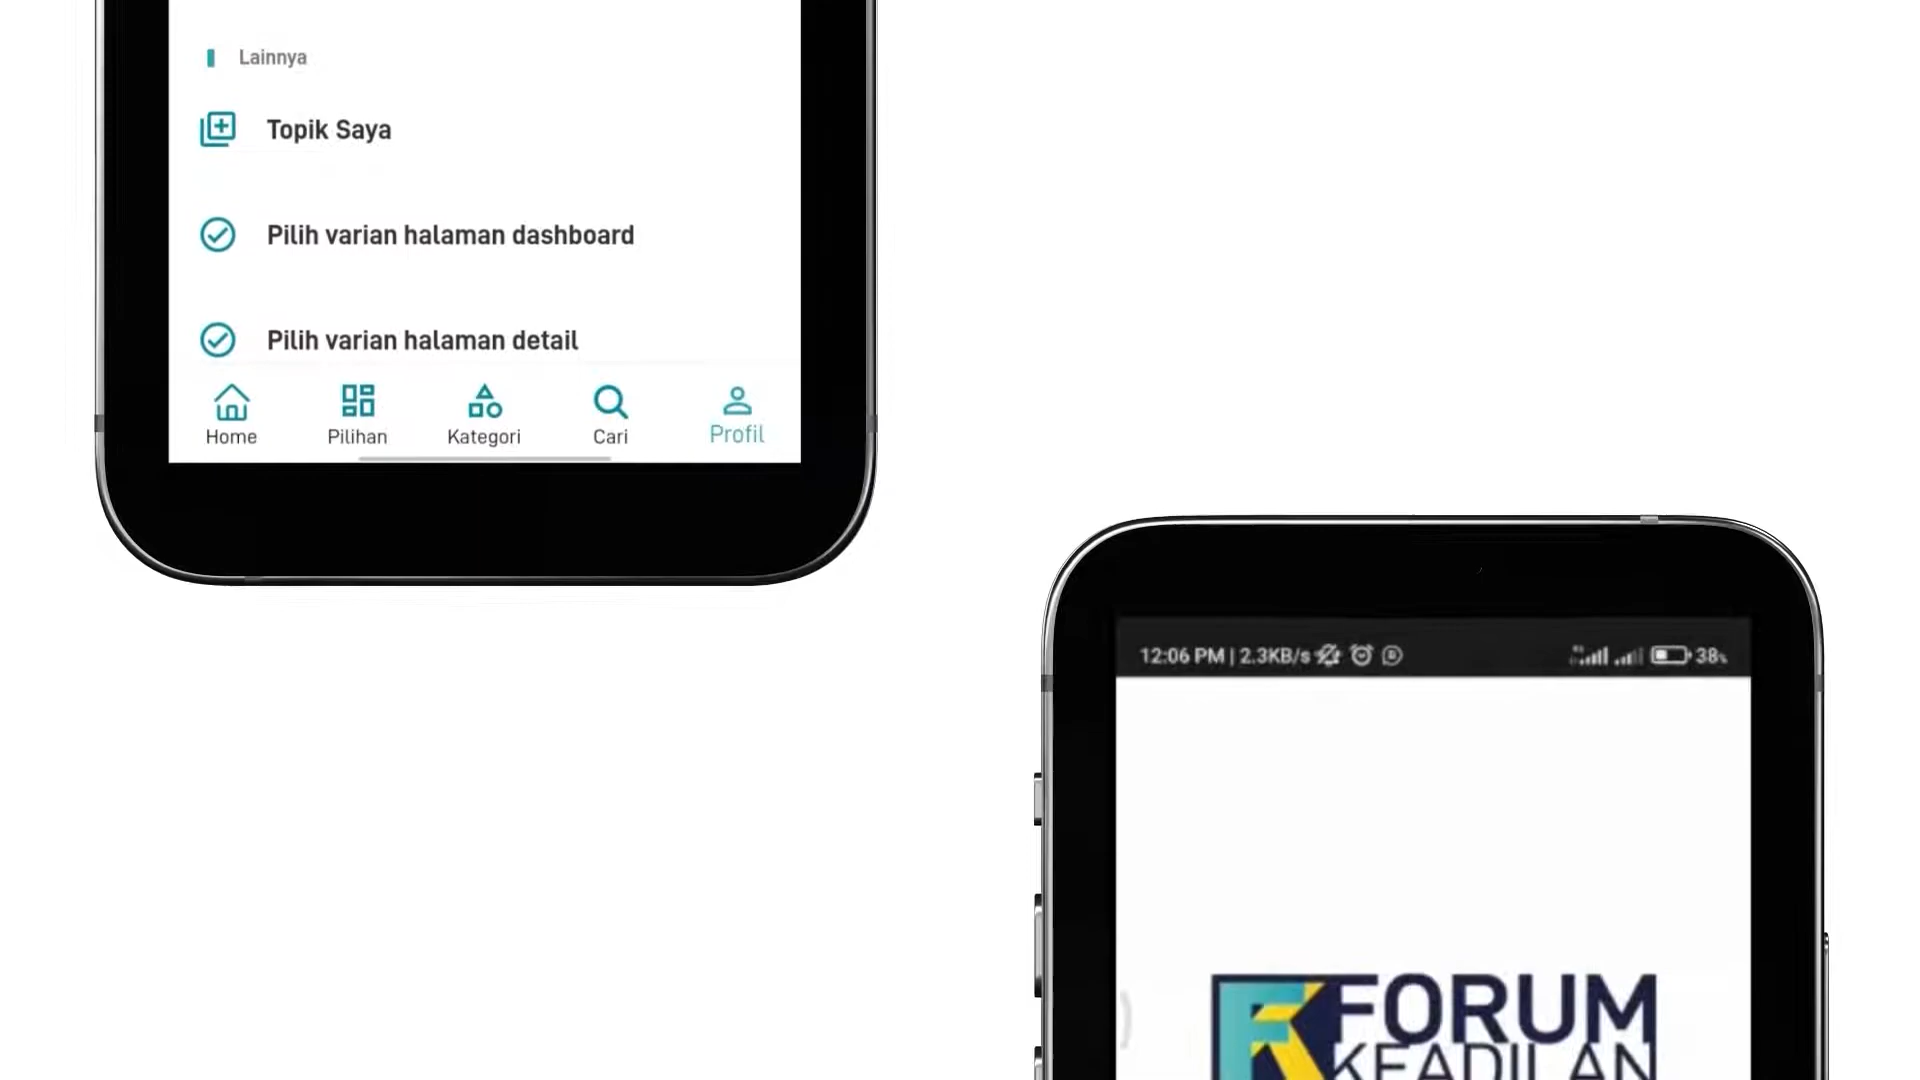 Lainnya
Topik Saya
Pilih varian halaman dashboard
Pilih varian halaman detail
Home Pilihan Kategori Cari Profil
12:06 PM | 2.3KB/s 38%
FORUM
KEADILAN